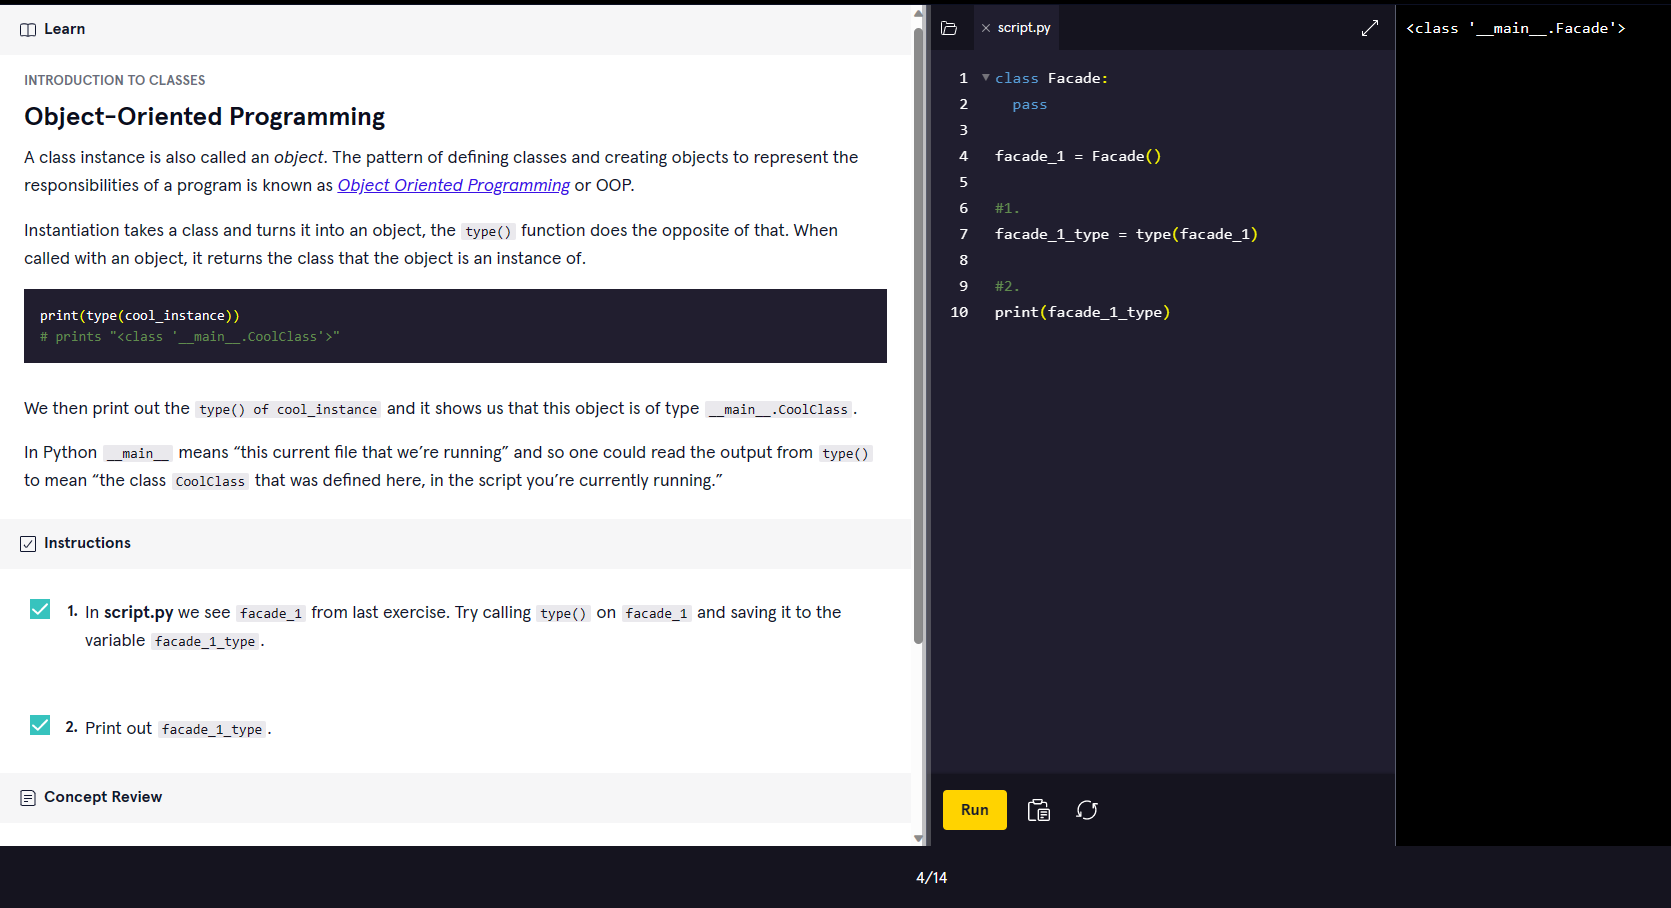 Learn
INTRODUCTION TO CLASSES
Object-Oriented Programming
A class instance is also called an object. The pattern of defining classes and creating objects to represent the
responsibilities of a program is known as Object Oriented Programming or OOP.
Instantiation takes a class and turns it into an object, the type() function does the opposite of that. When
called with an object, it returns the class that the object is an instance of.
print(type(cool_instance))
# prints "<class '__main__.CoolClass'>"
We then print out the type() of cool_instance and it shows us that this object is of type __main__.CoolClass.
In Python __main__ means “this current file that we’re running” and so one could read the output from type()
to mean “the class CoolClass that was defined here, in the script you’re currently running.”
Instructions
1. In script.py we see facade_1 from last exercise. Try calling type() on facade_1 and saving it to the
variable facade_1_type.
2. Print out facade_1_type.
Concept Review
script.py
1 class Facade:
2   pass
3
4 facade_1 = Facade()
5
6 #1.
7 facade_1_type = type(facade_1)
8
9 #2.
10 print(facade_1_type)
Run
<class '__main__.Facade'>
4/14